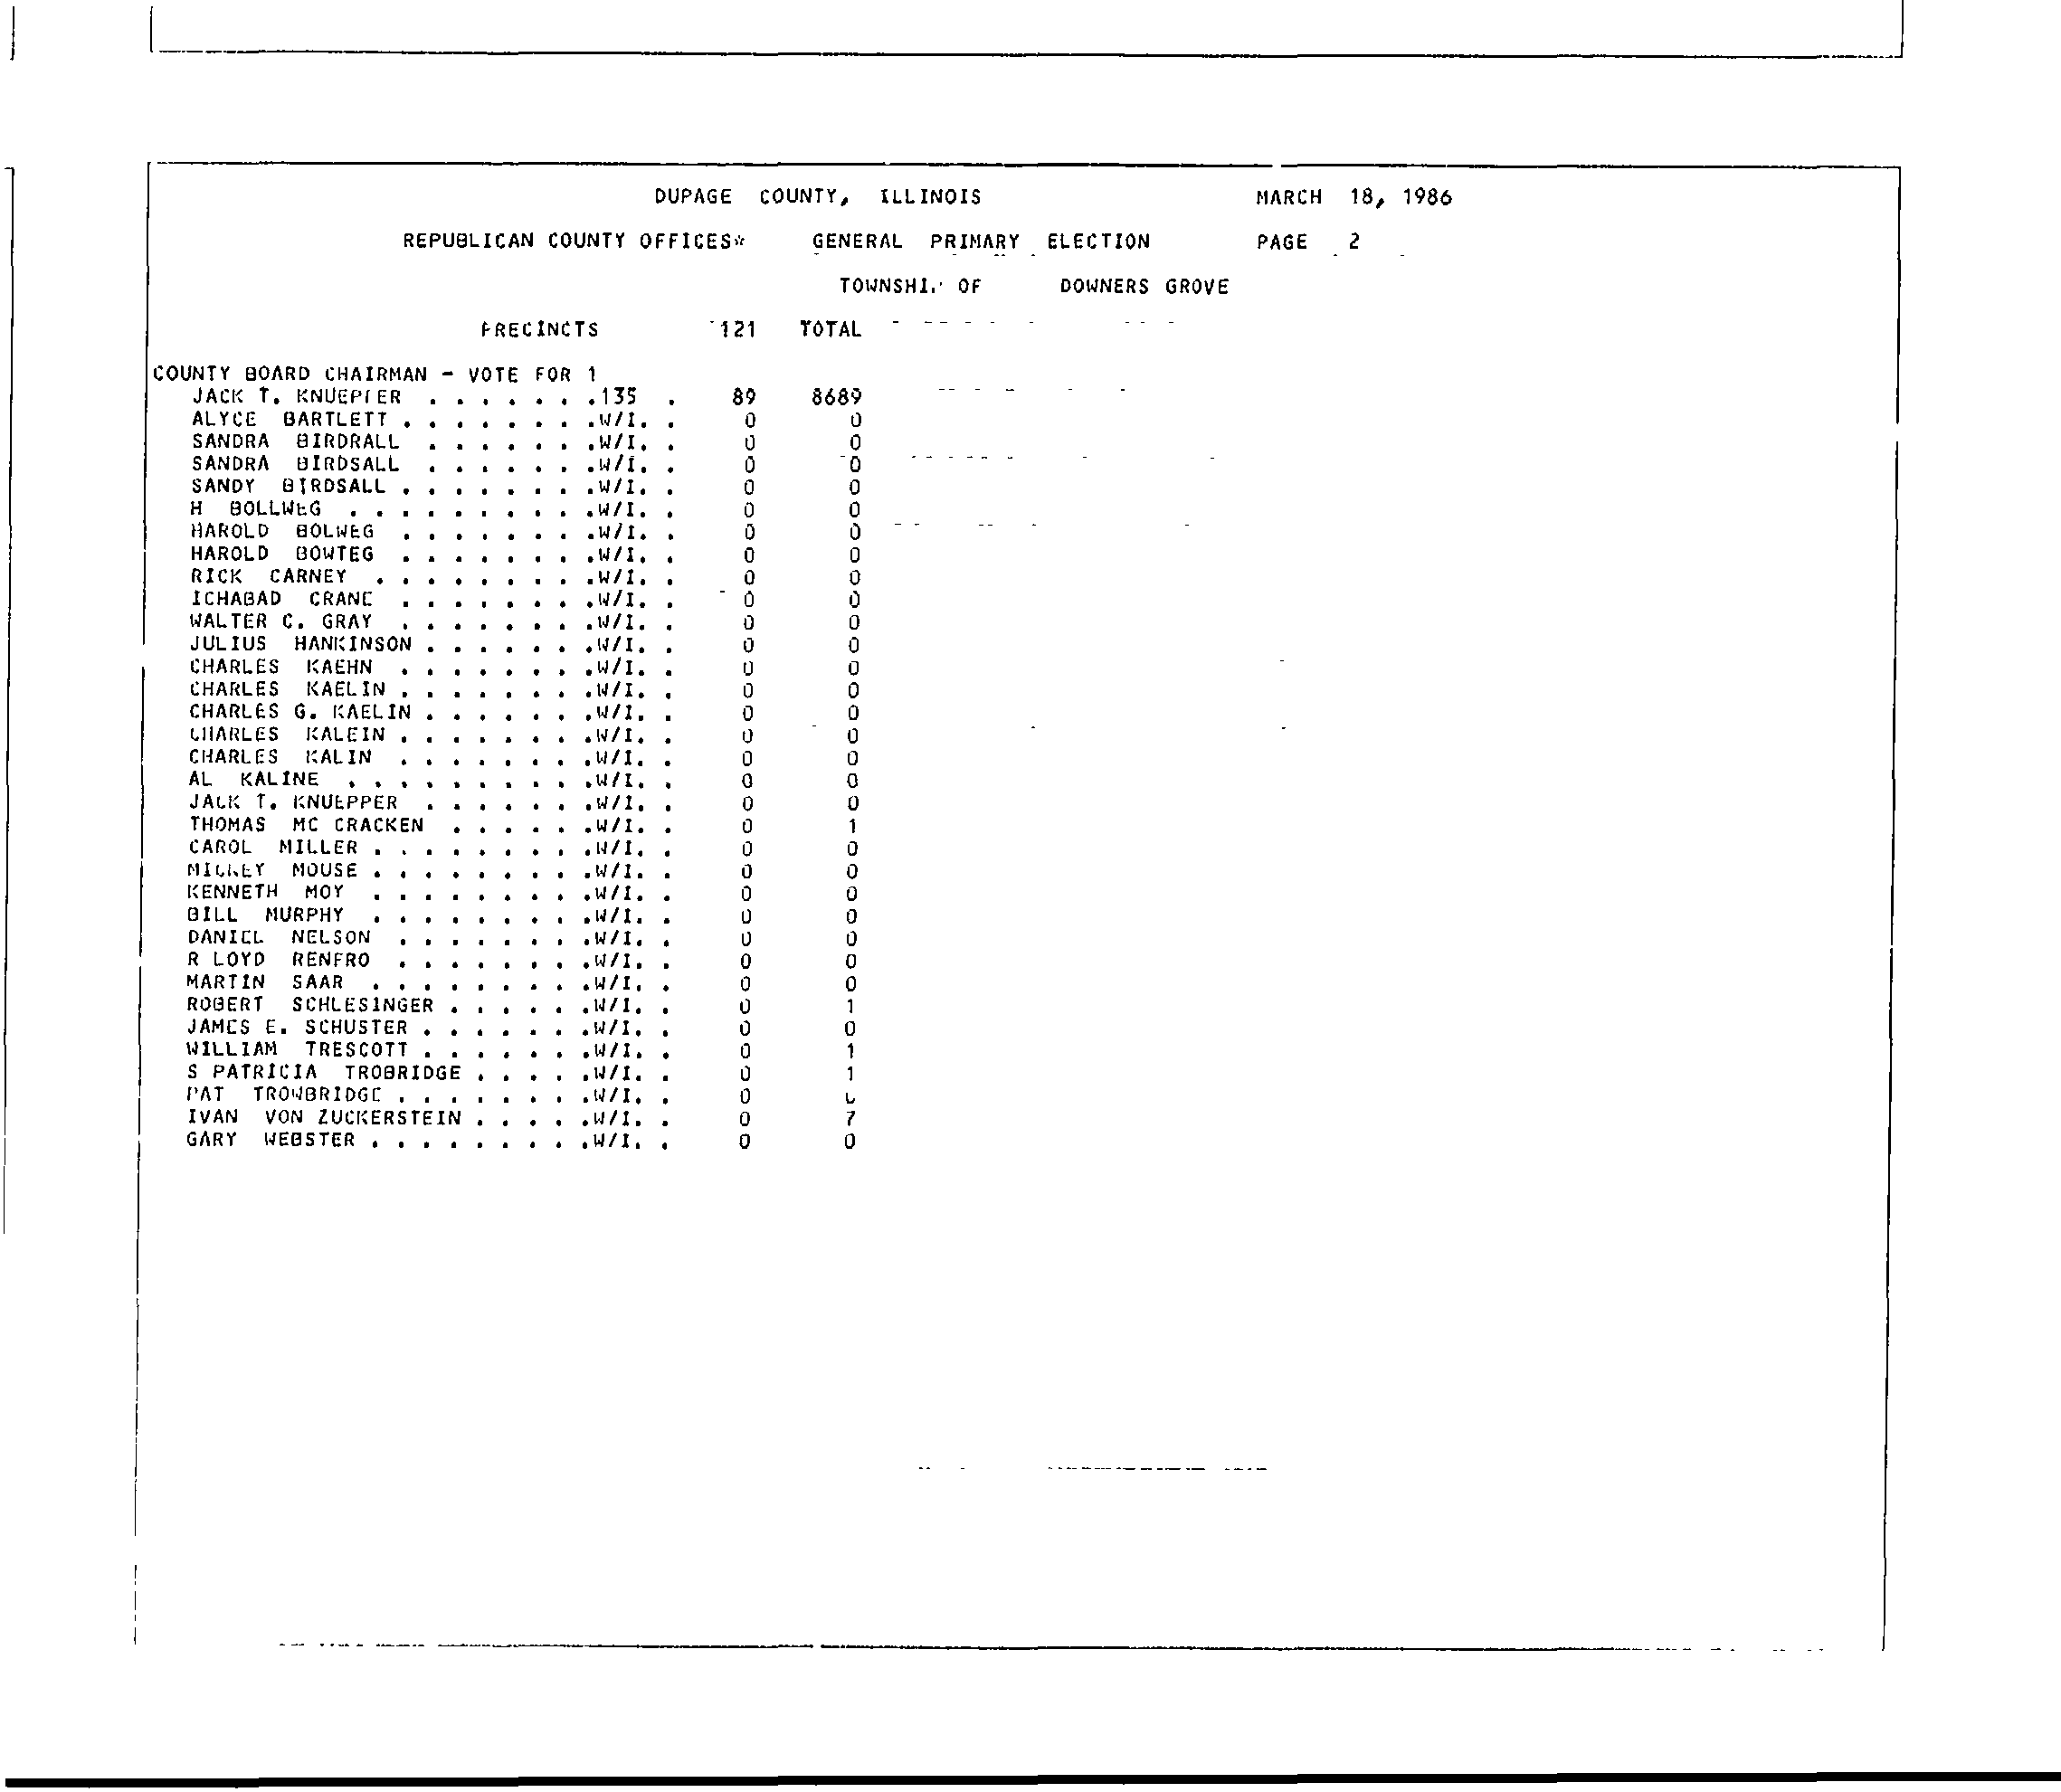 DUPAGE COUNTY, ILLINOIS MARCH 18, 1986
REPUBLICAN COUNTY OFFICES* GENERAL PRIMARY ELECTION PAGE 2
OF DOWNERS GROVE
PRECINCTS 121 TOTAL
COUNTY BOARD CHAIRMAN - VOTE FOR 1
JACK T. KNUEPFER . . . . . . .135 . 89 8689
ALYCE BARTLETT . . . . . . . .W/I. . 0 0
SANDRA BIRDRALL . . . . . . .W/I. . 0 0
SANDRA BIRDSALL . . . . . . .W/I. . 0 0
SANDY BIRDSALL . . . . . . . .W/I. . 0 0
H BOLLWEG . . . . . . . . . .W/I. . 0 0
HAROLD BOLWEG . . . . . . . .W/I. . 0 0
HAROLD BOWTEG . . . . . . . .W/I. . 0 0
RICK CARNEY . . . . . . . . .W/I. . 0 0
ICHABAD CRANE . . . . . . . .W/I. . 0 0
WALTER C. GRAY . . . . . . . .W/I. . 0 0
JULIUS HANKINSON . . . . . . .W/I. . 0 0
CHARLES KAEHN . . . . . . . .W/I. . 0 0
CHARLES KAELIN . . . . . . . .W/I. . 0 0
CHARLES G. KAELIN . . . . . . .W/I. . 0 0
CHARLES KALEIN . . . . . . . .W/I. . 0 0
CHARLES KALIN . . . . . . . .W/I. . 0 0
AL KALINE . . . . . . . . . .W/I. . 0 0
JACK T. KNUEPPER . . . . . . .W/I. . 0 0
THOMAS MC CRACKEN . . . . . .W/I. . 0 1
CAROL MILLER . . . . . . . . .W/I. . 0 0
MICKEY MOUSE . . . . . . . . .W/I. . 0 0
KENNETH MOY . . . . . . . . .W/I. . 0 0
BILL MURPHY . . . . . . . . .W/I. . 0 0
DANIEL NELSON . . . . . . . .W/I. . 0 0
R LOYD RENFRO . . . . . . . .W/I. . 0 0
MARTIN SAAR . . . . . . . . .W/I. . 0 0
ROBERT SCHLESINGER . . . . . .W/I. . 0 1
JAMES E. SCHUSTER . . . . . . .W/I. . 0 0
WILLIAM TRESCOTT . . . . . . .W/I. . 0 1
S PATRICIA TROBRIDGE . . . . .W/I. . 0 1
PAT TROWBRIDGE . . . . . . . .W/I. . 0
IVAN VON ZUCKERSTEIN . . . . .W/I. . 0 7
GARY WEBSTER . . . . . . . . .W/I. . 0 0